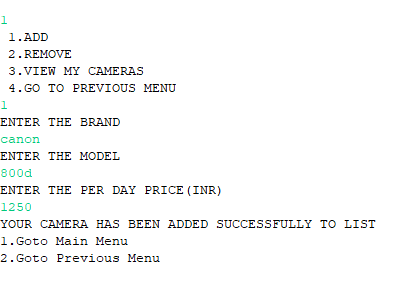 1
1.ADD
2.REMOVE
3.VIEW MY CAMERAS
4.GO TO PREVIOUS MENU
1
ENTER THE BRAND
canon
ENTER THE MODEL
800d
ENTER THE PER DAY PRICE(INR)
1250
YOUR CAMERA HAS BEEN ADDED SUCCESSFULLY TO LIST
1.Goto Main Menu
2.Goto Previous Menu